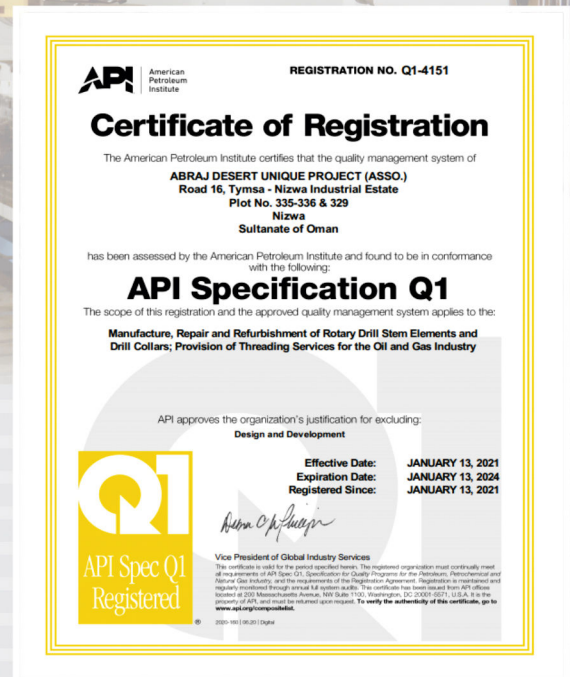 API
American
Petroleum
Institute
REGISTRATION NO. Q1-4151
Certificate of Registration
The American Petroleum Institute certifies that the quality management system of
ABRAJ DESERT UNIQUE PROJECT (ASSO.)
Road 16, Tymsa - Nizwa Industrial Estate
Plot No. 335-336 & 329
Nizwa
Sultanate of Oman
has been assessed by the American Petroleum Institute and found to be in conformance
with the following:
API Specification Q1
The scope of this registration and the approved quality management system applies to the:
Manufacture, Repair and Refurbishment of Rotary Drill Stem Elements and
Drill Collars; Provision of Threading Services for the Oil and Gas Industry
API approves the organization's justification for excluding:
Design and Development
Effective Date: JANUARY 13, 2021
Expiration Date: JANUARY 13, 2024
Registered Since: JANUARY 13, 2021
Q1
API Spec Q1
Registered
®
Vice President of Global Industry Services
This certificate is valid for the period specified herein. The registered organization must continually meet
all requirements of API Spec Q1, Specification for Quality Programs for the Petroleum, Petrochemical and
Natural Gas Industry, and the requirements of the Registration Agreement. Registration is maintained and
regularly monitored through annual full system audits. This certificate has been issued from API offices
located at 200 Massachusetts Avenue, NW Suite 1100, Washington, DC 20001-5571, U.S.A. It is the
property of API, and must be returned upon request. To verify the authenticity of this certificate, go to
www.api.org/compositelist.
2020-160 | 06.20 | Digital